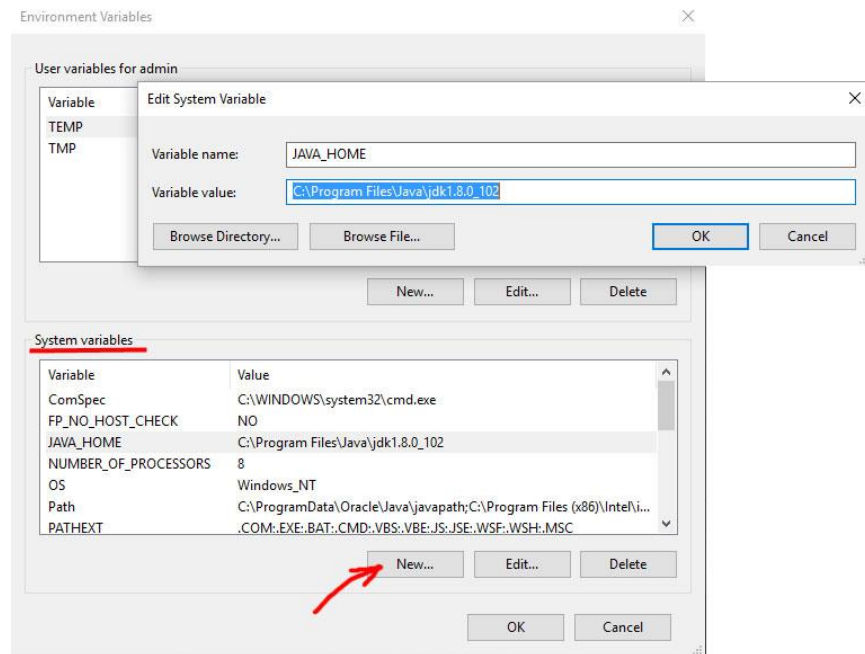 Environment Variables
User variables for admin
Variable
TEMP
TMP
Edit System Variable
Variable name: JAVA_HOME
Variable value: C:\Program Files\Java\jdk1.8.0_102
Browse Directory... Browse File... OK Cancel
New... Edit... Delete
System variables
Variable Value
ComSpec C:\WINDOWS\system32\cmd.exe
FP_NO_HOST_CHECK NO
JAVA_HOME C:\Program Files\Java\jdk1.8.0_102
NUMBER_OF_PROCESSORS 8
OS Windows_NT
Path C:\ProgramData\Oracle\Java\javapath;C:\Program Files (x86)\Intel\i...
PATHEXT .COM;.EXE;.BAT;.CMD;.VBS;.VBE;.JS;.JSE;.WSF;.WSH;.MSC
New... Edit... Delete
OK Cancel